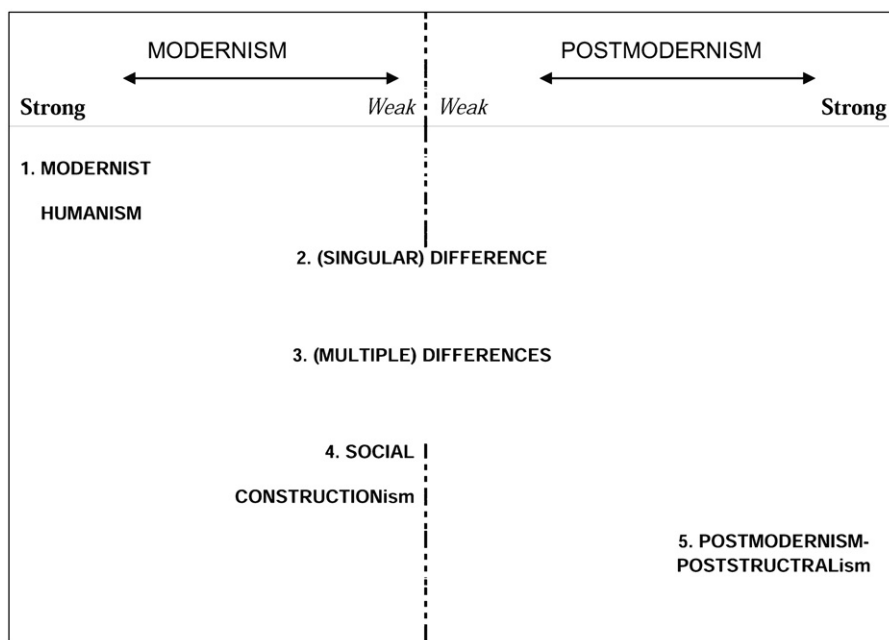 MODERNISM POSTMODERNISM
Strong Weak Weak Strong
1. MODERNIST
HUMANISM
2. (SINGULAR) DIFFERENCE
3. (MULTIPLE) DIFFERENCES
4. SOCIAL
CONSTRUCTIONism
5. POSTMODERNISM-
POSTSTRUCTRALism